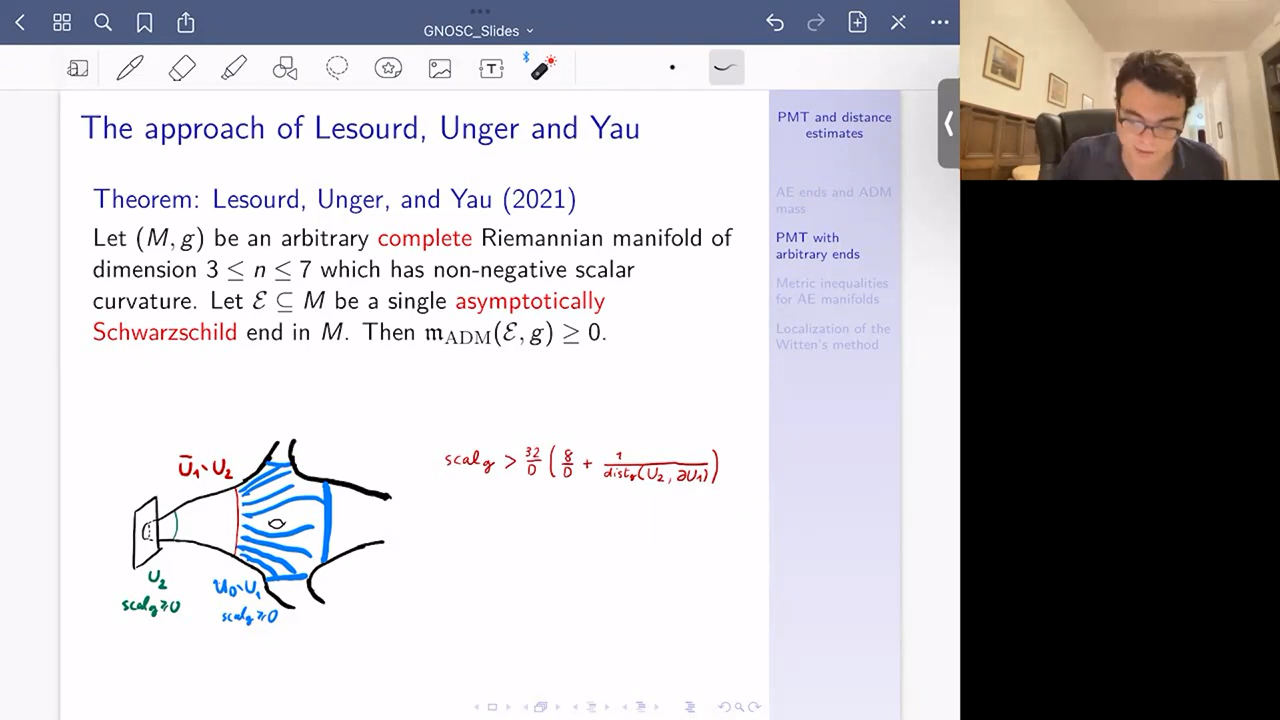 GNOSC_Slides
The approach of Lesourd, Unger and Yau
Theorem: Lesourd, Unger, and Yau (2021)
Let (M, g) be an arbitrary complete Riemannian manifold of
dimension 3 ≤ n ≤ 7 which has non-negative scalar
curvature. Let ℰ ⊆ M be a single asymptotically
Schwarzschild end in M. Then 𝔪_ADM(ℰ, g) ≥ 0.
Ū₁∖U₂
scal_g > 32/D ( 8/D + 1/dist_g(U₂, ∂U₁) )
U₂
scal_g ≥ 0
U₀∖U₁
scal_g ≥ 0
PMT and distance
estimates
AE ends and ADM
mass
PMT with
arbitrary ends
Metric inequalities
for AE manifolds
Localization of the
Witten's method